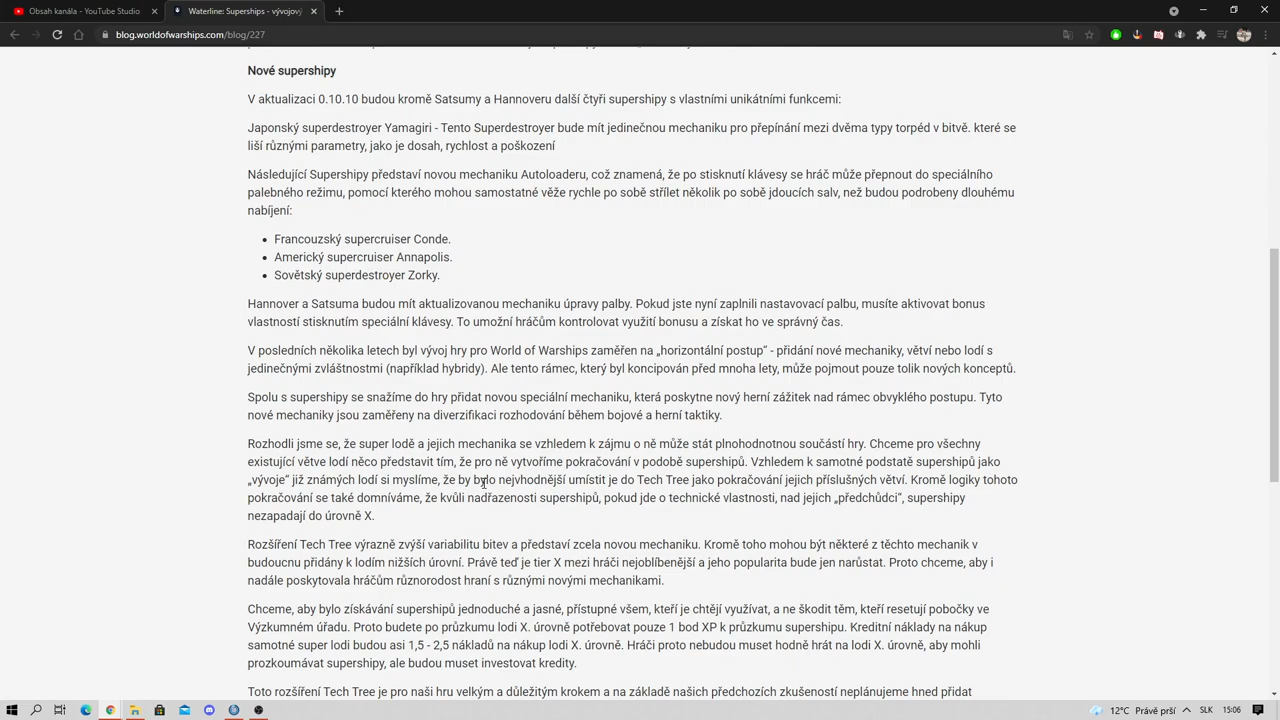 Obsah kanála - YouTube Studio
Waterline: Superships - vývojový
blog.worldofwarships.com/blog/227
Nové supershipy
V aktualizaci 0.10.10 budou kromě Satsumy a Hannoveru další čtyři supershipy s vlastními unikátními funkcemi:
Japonský superdestroyer Yamagiri - Tento Superdestroyer bude mít jedinečnou mechaniku pro přepínání mezi dvěma typy torpéd v bitvě. které se
liší různými parametry, jako je dosah, rychlost a poškození
Následující Supershipy představí novou mechaniku Autoloaderu, což znamená, že po stisknutí klávesy se hráč může přepnout do speciálního
palebného režimu, pomocí kterého mohou samostatné věže rychle po sobě střílet několik po sobě jdoucích salv, než budou podrobeny dlouhému
nabíjení:
Francouzský supercruiser Conde.
Americký supercruiser Annapolis.
Sovětský superdestroyer Zorky.
Hannover a Satsuma budou mít aktualizovanou mechaniku úpravy palby. Pokud jste nyní zaplnili nastavovací palbu, musíte aktivovat bonus
vlastností stisknutím speciální klávesy. To umožní hráčům kontrolovat využití bonusu a získat ho ve správný čas.
V posledních několika letech byl vývoj hry pro World of Warships zaměřen na „horizontální postup“ - přidání nové mechaniky, větví nebo lodí s
jedinečnými zvláštnostmi (například hybridy). Ale tento rámec, který byl koncipován před mnoha lety, může pojmout pouze tolik nových konceptů.
Spolu s supershipy se snažíme do hry přidat novou speciální mechaniku, která poskytne nový herní zážitek nad rámec obvyklého postupu. Tyto
nové mechaniky jsou zaměřeny na diverzifikaci rozhodování během bojové a herní taktiky.
Rozhodli jsme se, že super lodě a jejich mechanika se vzhledem k zájmu o ně může stát plnohodnotnou součástí hry. Chceme pro všechny
existující větve lodí něco představit tím, že pro ně vytvoříme pokračování v podobě supershipů. Vzhledem k samotné podstatě supershipů jako
„vývoje“ již známých lodí si myslíme, že by bylo nejvhodnější umístit je do Tech Tree jako pokračování jejich příslušných větví. Kromě logiky tohoto
pokračování se také domníváme, že kvůli nadřazenosti supershipů, pokud jde o technické vlastnosti, nad jejich „předchůdci“, supershipy
nezapadají do úrovně X.
Rozšíření Tech Tree výrazně zvýší variabilitu bitev a představí zcela novou mechaniku. Kromě toho mohou být některé z těchto mechanik v
budoucnu přidány k lodím nižších úrovní. Právě teď je tier X mezi hráči nejoblíbenější a jeho popularita bude jen narůstat. Proto chceme, aby i
nadále poskytovala hráčům různorodost hraní s různými novými mechanikami.
Chceme, aby bylo získávání supershipů jednoduché a jasné, přístupné všem, kteří je chtějí využívat, a ne škodit těm, kteří resetují pobočky ve
Výzkumném úřadu. Proto budete po průzkumu lodi X. úrovně potřebovat pouze 1 bod XP k průzkumu supershipu. Kreditní náklady na nákup
samotné super lodi budou asi 1,5 - 2,5 nákladů na nákup lodi X. úrovně. Hráči proto nebudou muset hodně hrát na lodi X. úrovně, aby mohli
prozkoumávat supershipy, ale budou muset investovat kredity.
Toto rozšíření Tech Tree je pro naši hru velkým a důležitým krokem a na základě našich předchozích zkušeností neplánujeme hned přidat
12°C Právě prší SLK 15:06